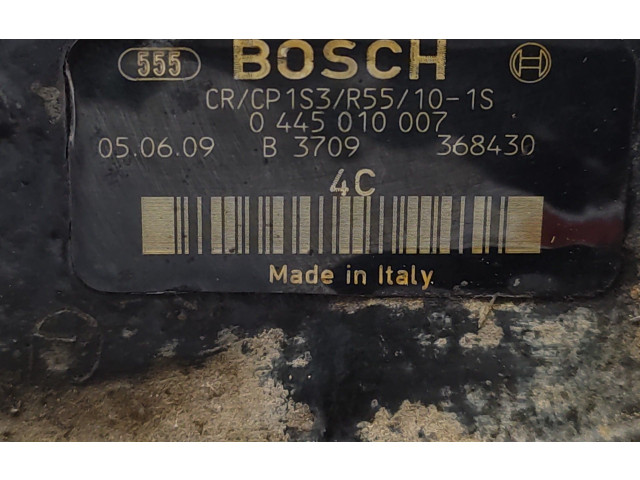 555 BOSCH
CR/CP1S3/R55/10-1S
0 445 010 007
05.06.09 B 3709 368430
4C
Made in Italy